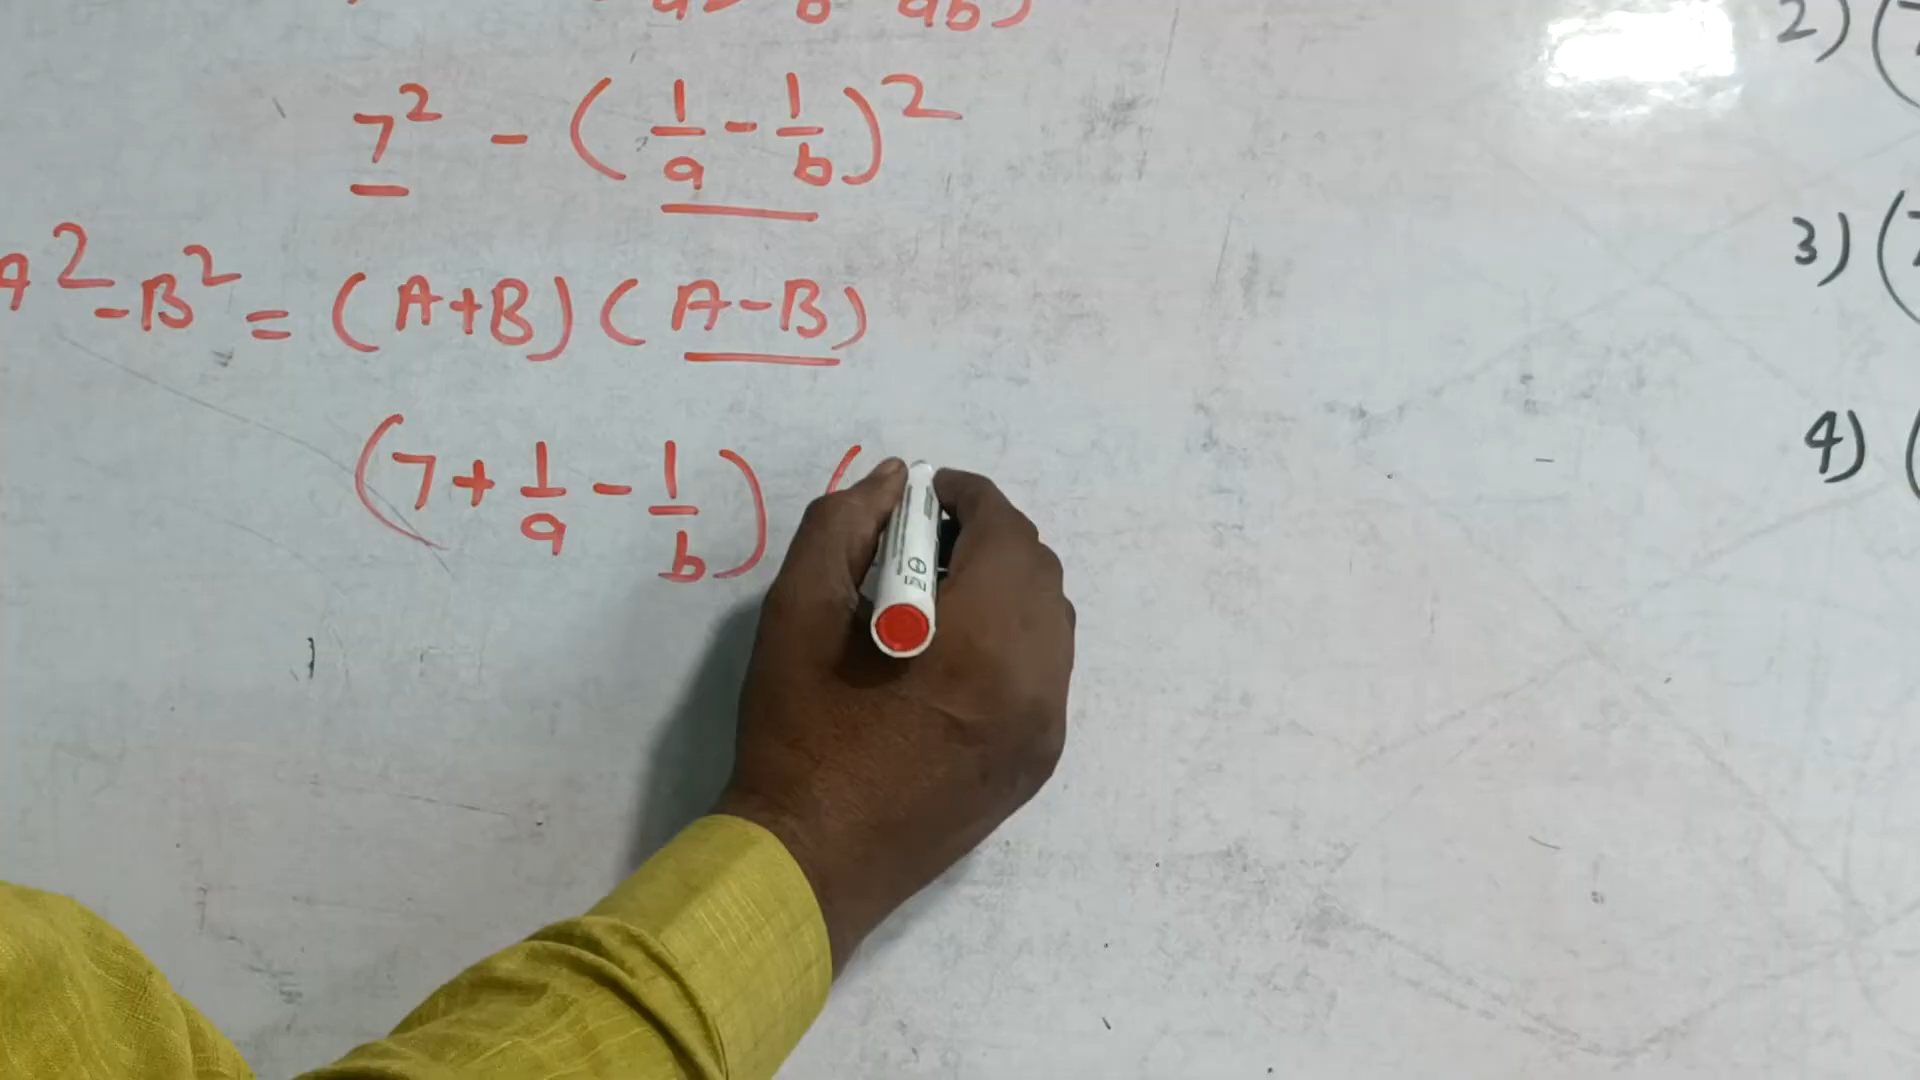 7² - (1/a - 1/b)²
A² - B² = (A+B) (A-B)
(7 + 1/a - 1/b) (
2) (
3) (
4) (